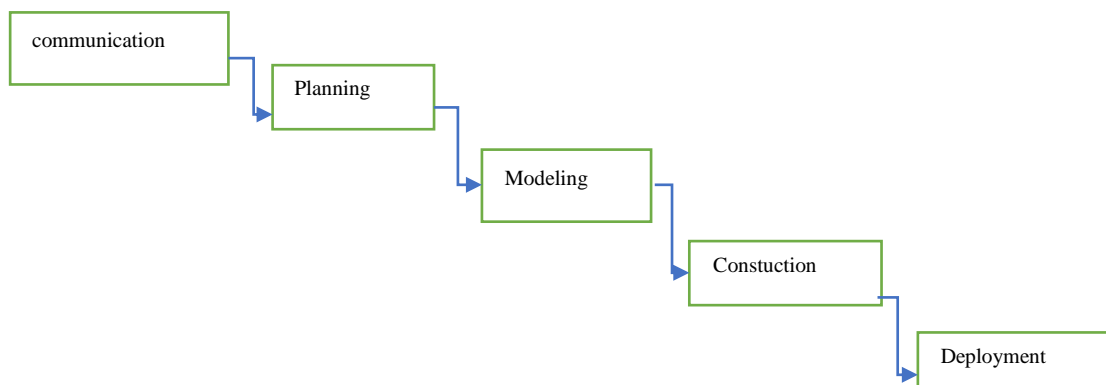 communication
Planning
Modeling
Constuction
Deployment